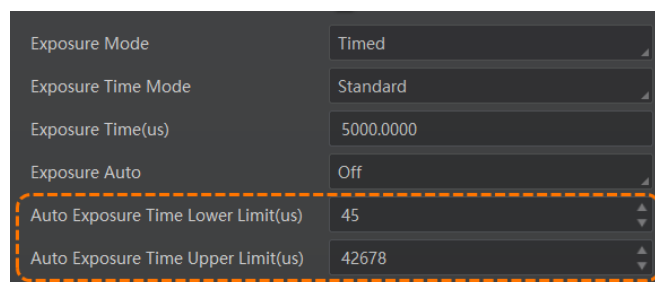 Exposure Mode Timed
Exposure Time Mode Standard
Exposure Time(us) 5000.0000
Exposure Auto Off
Auto Exposure Time Lower Limit(us) 45
Auto Exposure Time Upper Limit(us) 42678